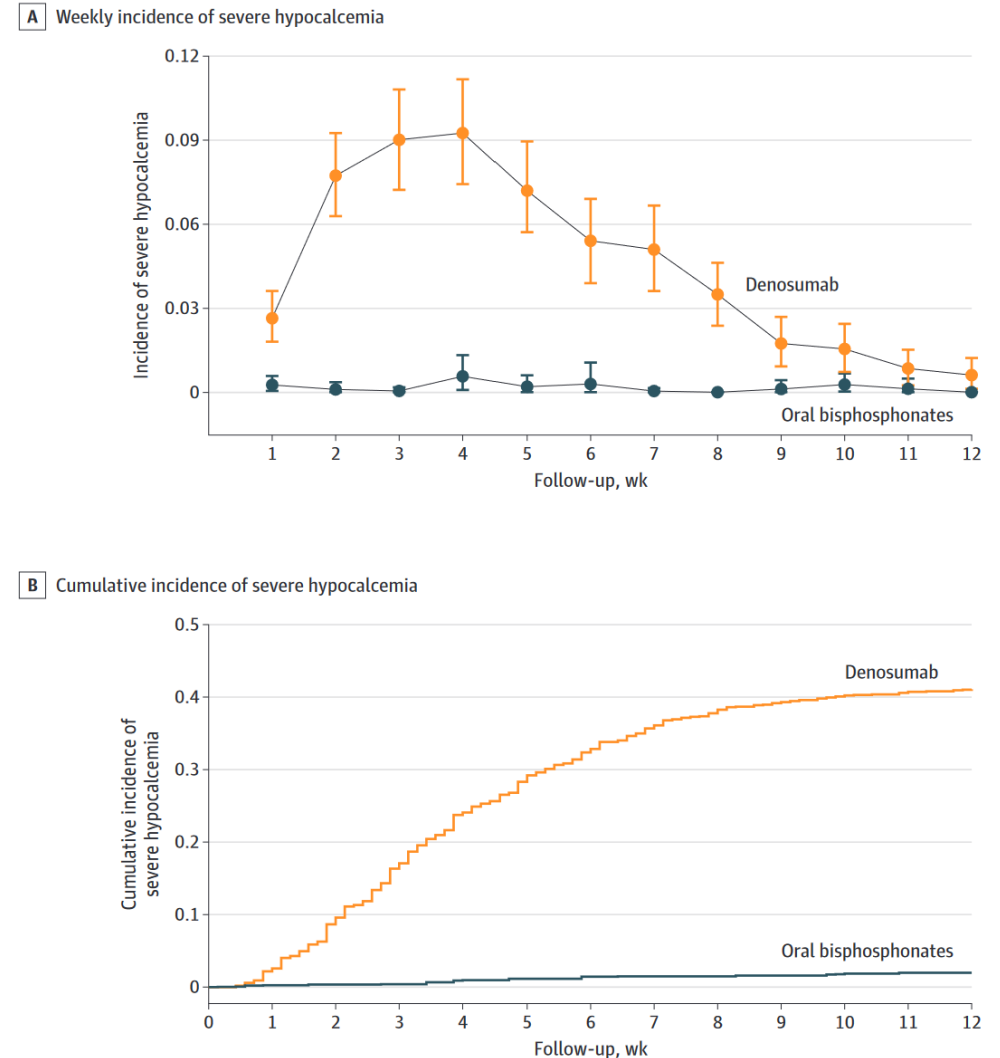 A Weekly incidence of severe hypocalcemia
0.12
0.09
0.06
0.03
0
Incidence of severe hypocalcemia
Denosumab
Oral bisphosphonates
1 2 3 4 5 6 7 8 9 10 11 12
Follow-up, wk
B Cumulative incidence of severe hypocalcemia
0.5
0.4
0.3
0.2
0.1
0
Cumulative incidence of
severe hypocalcemia
Denosumab
Oral bisphosphonates
0 1 2 3 4 5 6 7 8 9 10 11 12
Follow-up, wk